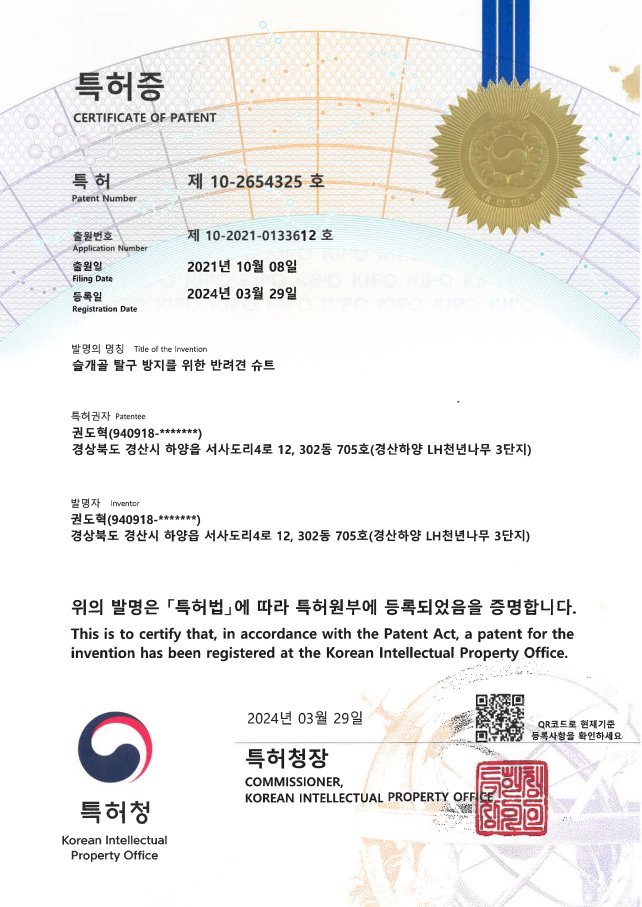 특허증
CERTIFICATE OF PATENT
특 허 제 10-2654325 호
Patent Number
출원번호 제 10-2021-0133612 호
Application Number
출원일 2021년 10월 08일
Filing Date
등록일 2024년 03월 29일
Registration Date
발명의 명칭 Title of the Invention
슬개골 탈구 방지를 위한 반려견 슈트
특허권자 Patentee
권도혁(940918-*******)
경상북도 경산시 하양읍 서사도리4로 12, 302동 705호(경산하양 LH천년나무 3단지)
발명자 Inventor
권도혁(940918-*******)
경상북도 경산시 하양읍 서사도리4로 12, 302동 705호(경산하양 LH천년나무 3단지)
위의 발명은 「특허법」에 따라 특허원부에 등록되었음을 증명합니다.
This is to certify that, in accordance with the Patent Act, a patent for the
invention has been registered at the Korean Intellectual Property Office.
2024년 03월 29일
QR코드로 현재기준
등록사항을 확인하세요
특허청장
COMMISSIONER,
KOREAN INTELLECTUAL PROPERTY OFFICE
특허청
Korean Intellectual
Property Office
대한민국